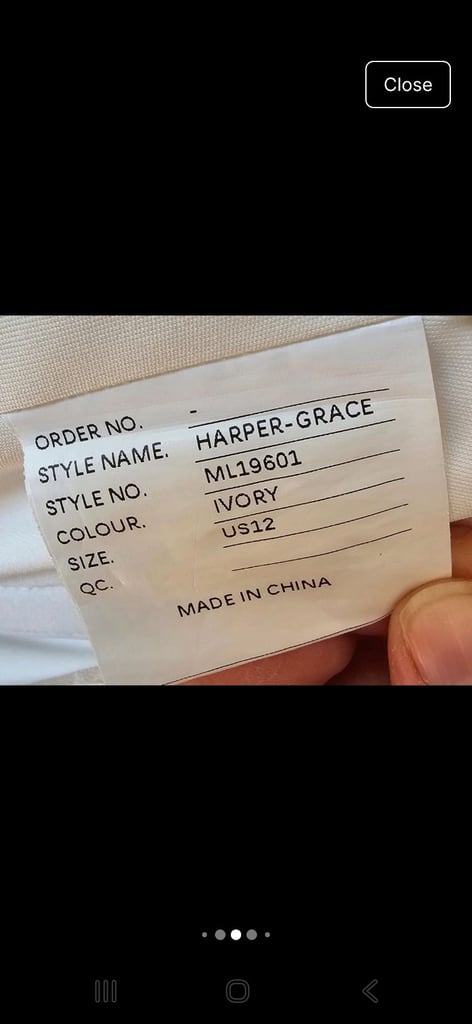 Close
ORDER NO. -
STYLE NAME. HARPER-GRACE
STYLE NO. ML19601
COLOUR. IVORY
SIZE. US12
QC.
MADE IN CHINA